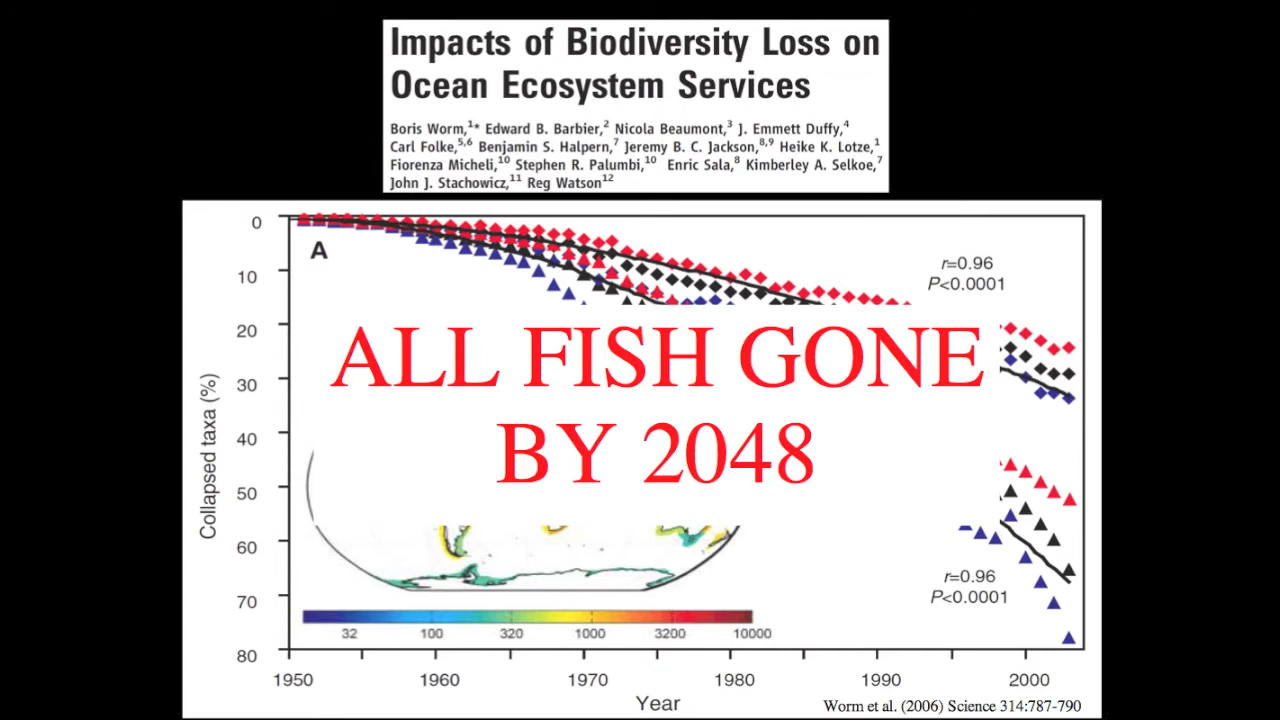 Impacts of Biodiversity Loss on
Ocean Ecosystem Services
Boris Worm,1* Edward B. Barbier,2 Nicola Beaumont,3 J. Emmett Duffy,4
Carl Folke,5,6 Benjamin S. Halpern,7 Jeremy B. C. Jackson,8,9 Heike K. Lotze,1
Fiorenza Micheli,10 Stephen R. Palumbi,10 Enric Sala,8 Kimberley A. Selkoe,7
John J. Stachowicz,11 Reg Watson12
0
A
r=0.96
P<0.0001
10
20
30
40
50
60
70
80
Collapsed taxa (%)
ALL FISH GONE
BY 2048
r=0.96
P<0.0001
32 100 320 1000 3200 10000
1950 1960 1970 1980 1990 2000
Year
Worm et al. (2006) Science 314:787-790